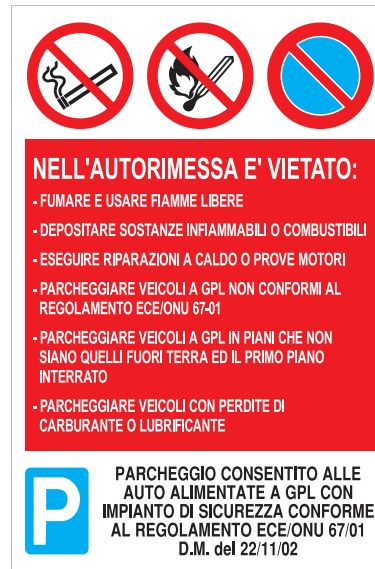 NELL'AUTORIMESSA E' VIETATO:
- FUMARE E USARE FIAMME LIBERE
- DEPOSITARE SOSTANZE INFIAMMABILI O COMBUSTIBILI
- ESEGUIRE RIPARAZIONI A CALDO O PROVE MOTORI
- PARCHEGGIARE VEICOLI A GPL NON CONFORMI AL
REGOLAMENTO ECE/ONU 67-01
- PARCHEGGIARE VEICOLI A GPL IN PIANI CHE NON
SIANO QUELLI FUORI TERRA ED IL PRIMO PIANO
INTERRATO
- PARCHEGGIARE VEICOLI CON PERDITE DI
CARBURANTE O LUBRIFICANTE
P
PARCHEGGIO CONSENTITO ALLE
AUTO ALIMENTATE A GPL CON
IMPIANTO DI SICUREZZA CONFORME
AL REGOLAMENTO ECE/ONU 67/01
D.M. del 22/11/02